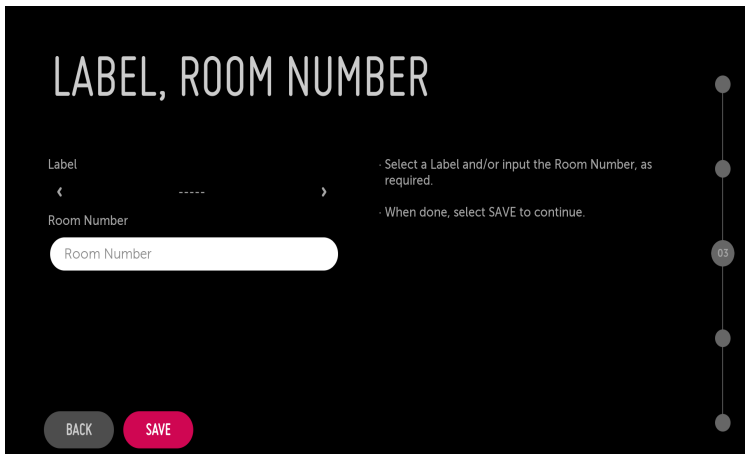 LABEL, ROOM NUMBER
Label
‹ ----- ›
Room Number
Room Number
· Select a Label and/or input the Room Number, as
required.
· When done, select SAVE to continue.
03
BACK
SAVE